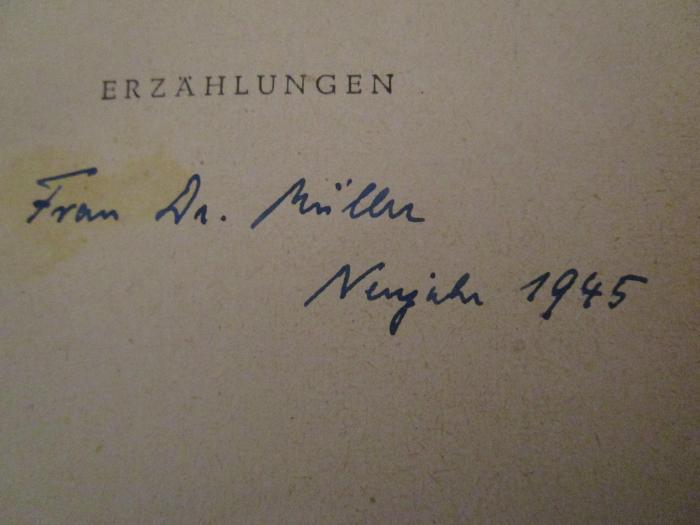 ERZÄHLUNGEN
Frau Dr. Müller
Neujahr 1945